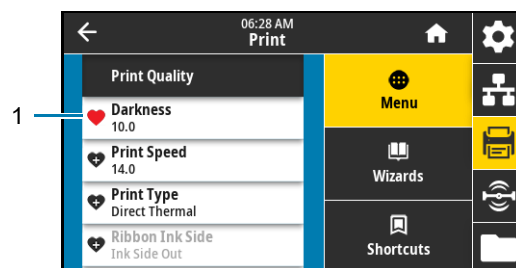 06:28 AM
Print
Print Quality
1
Darkness
10.0
Print Speed
14.0
Print Type
Direct Thermal
Ribbon Ink Side
Ink Side Out
Menu
Wizards
Shortcuts